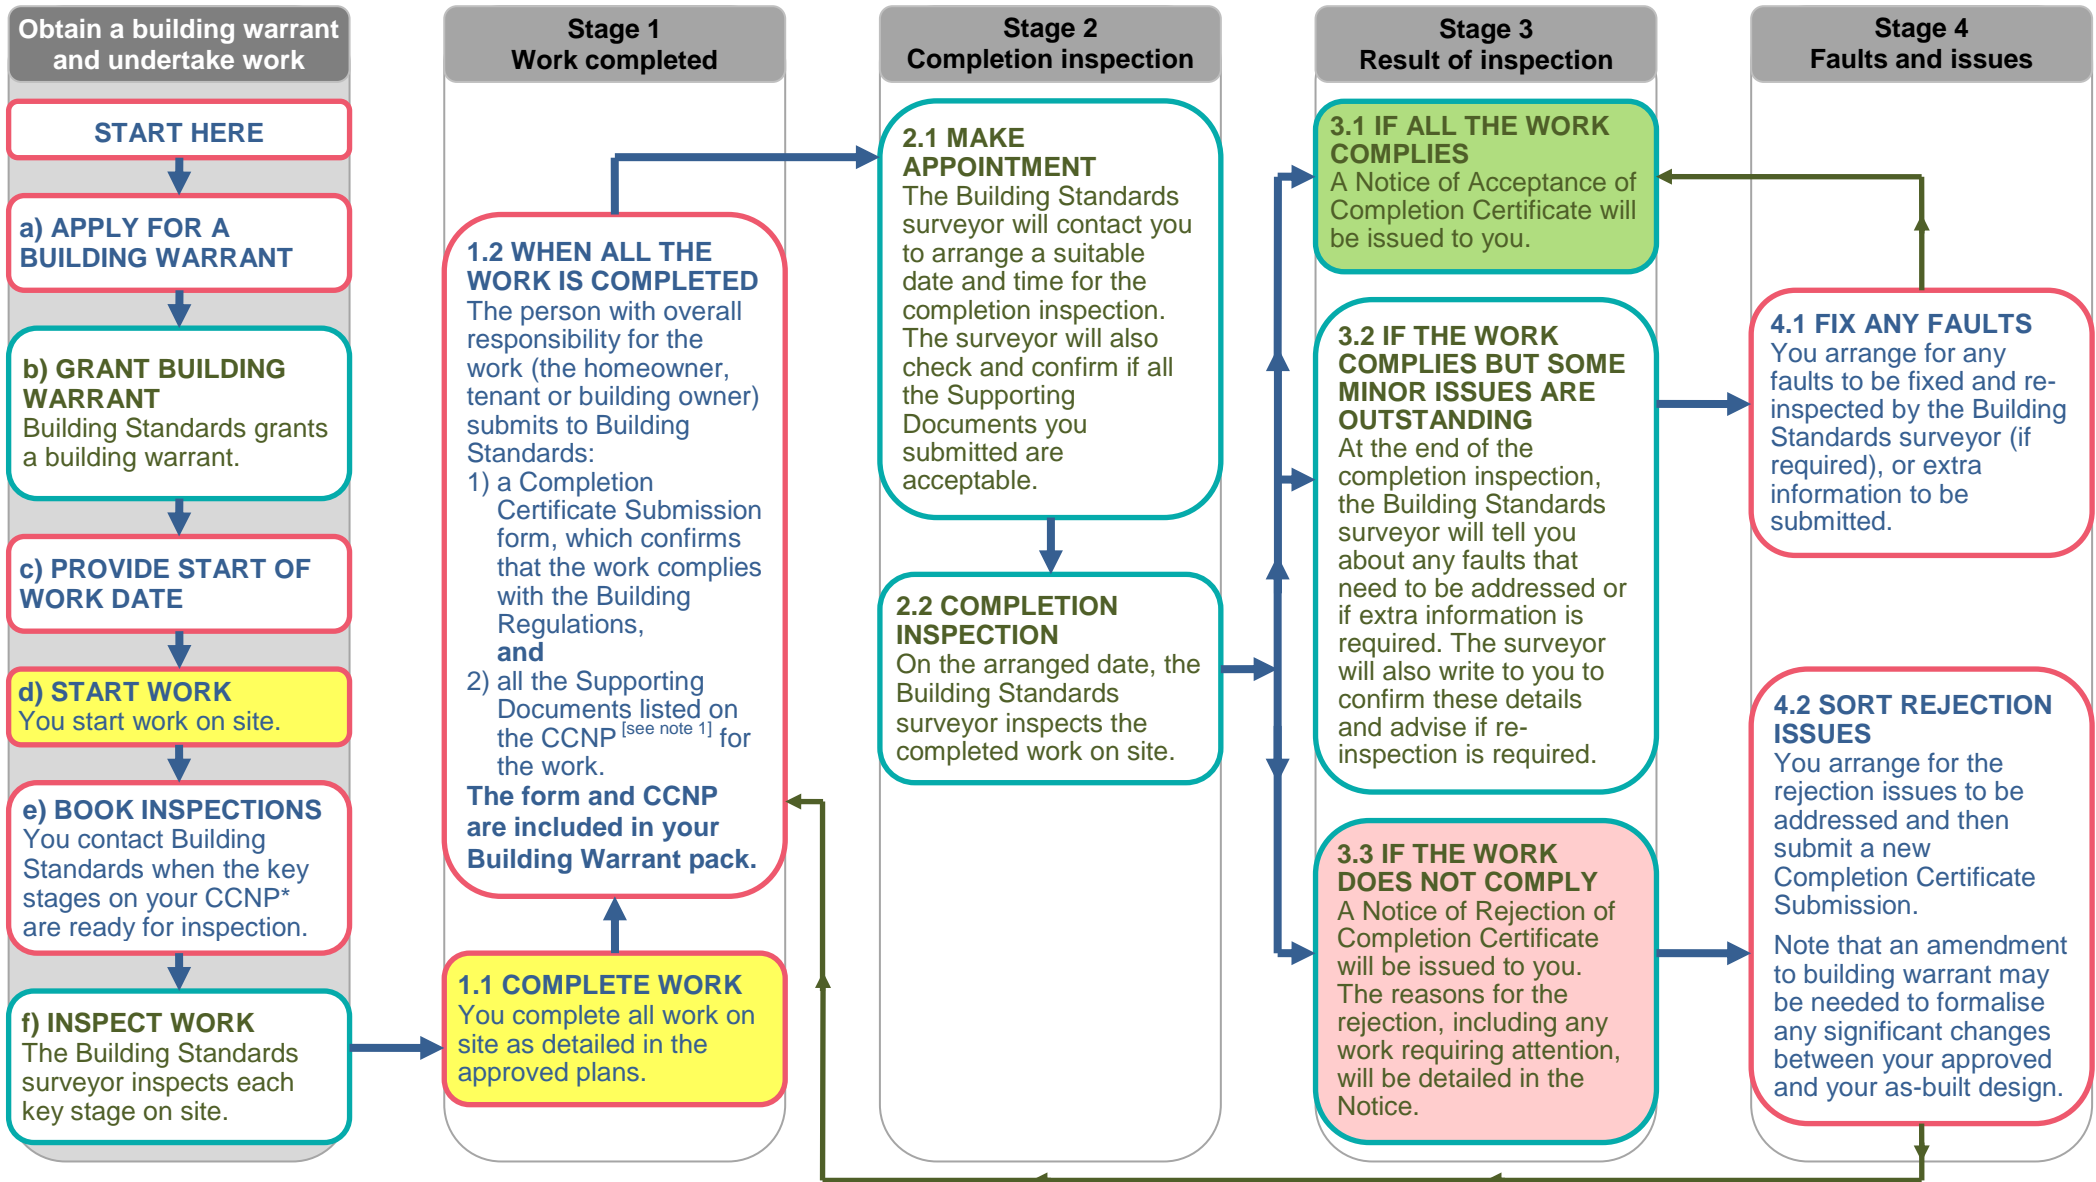 Obtain a building warrant
and undertake work
START HERE
a) APPLY FOR A
BUILDING WARRANT
b) GRANT BUILDING
WARRANT
Building Standards grants
a building warrant.
c) PROVIDE START OF
WORK DATE
d) START WORK
You start work on site.
e) BOOK INSPECTIONS
You contact Building
Standards when the key
stages on your CCNP*
are ready for inspection.
f) INSPECT WORK
The Building Standards
surveyor inspects each
key stage on site.
Stage 1
Work completed
1.2 WHEN ALL THE
WORK IS COMPLETED
The person with overall
responsibility for the
work (the homeowner,
tenant or building owner)
submits to Building
Standards:
1) a Completion
Certificate Submission
form, which confirms
that the work complies
with the Building
Regulations,
and
2) all the Supporting
Documents listed on
the CCNP [see note 1] for
the work.
The form and CCNP
are included in your
Building Warrant pack.
1.1 COMPLETE WORK
You complete all work on
site as detailed in the
approved plans.
Stage 2
Completion inspection
2.1 MAKE
APPOINTMENT
The Building Standards
surveyor will contact you
to arrange a suitable
date and time for the
completion inspection.
The surveyor will also
check and confirm if all
the Supporting
Documents you
submitted are
acceptable.
2.2 COMPLETION
INSPECTION
On the arranged date, the
Building Standards
surveyor inspects the
completed work on site.
Stage 3
Result of inspection
3.1 IF ALL THE WORK
COMPLIES
A Notice of Acceptance of
Completion Certificate will
be issued to you.
3.2 IF THE WORK
COMPLIES BUT SOME
MINOR ISSUES ARE
OUTSTANDING
At the end of the
completion inspection,
the Building Standards
surveyor will tell you
about any faults that
need to be addressed or
if extra information is
required. The surveyor
will also write to you to
confirm these details
and advise if re-
inspection is required.
3.3 IF THE WORK
DOES NOT COMPLY
A Notice of Rejection of
Completion Certificate
will be issued to you.
The reasons for the
rejection, including any
work requiring attention,
will be detailed in the
Notice.
Stage 4
Faults and issues
4.1 FIX ANY FAULTS
You arrange for any
faults to be fixed and re-
inspected by the Building
Standards surveyor (if
required), or extra
information to be
submitted.
4.2 SORT REJECTION
ISSUES
You arrange for the
rejection issues to be
addressed and then
submit a new
Completion Certificate
Submission.
Note that an amendment
to building warrant may
be needed to formalise
any significant changes
between your approved
and your as-built design.